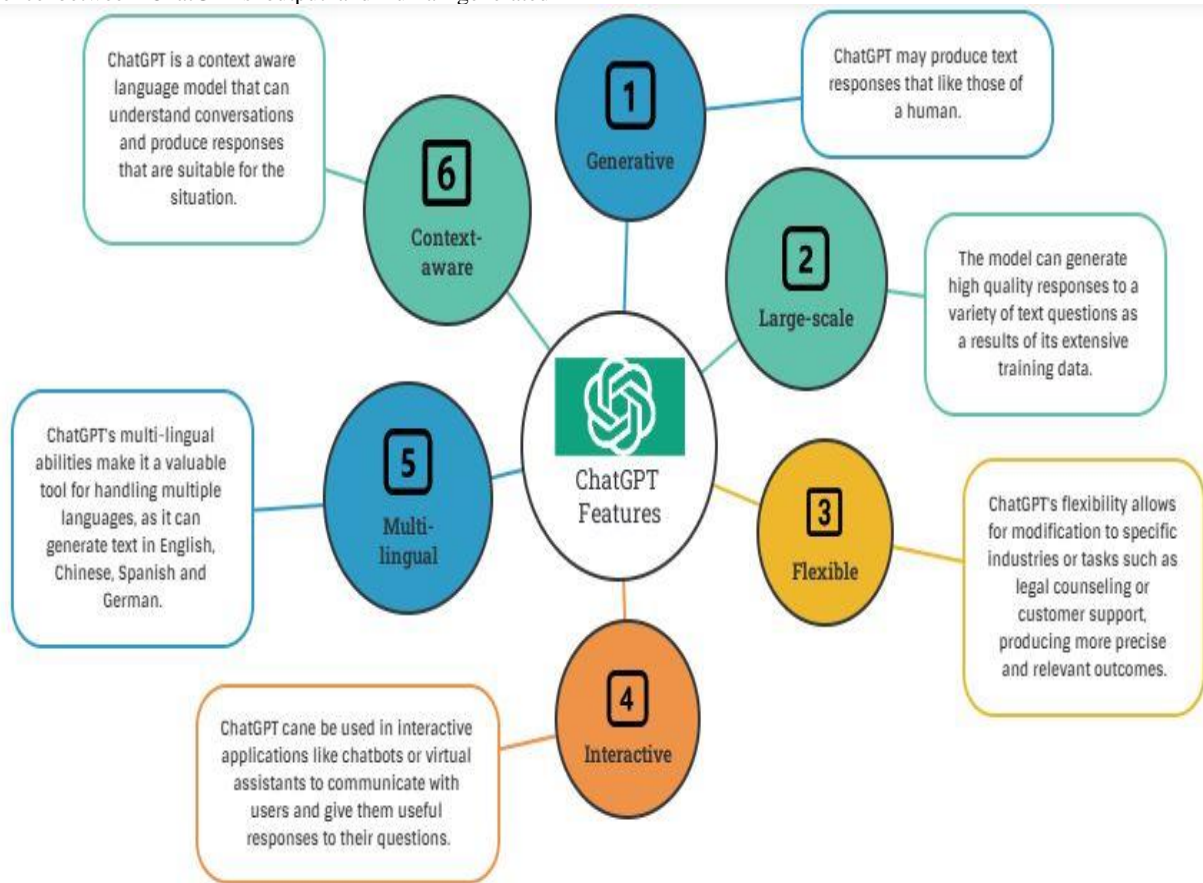 ChatGPT is a context aware
language model that can
understand conversations
and produce responses
that are suitable for the
situation.
6
Context-
aware
1
Generative
ChatGPT may produce text
responses that like those of
a human.
2
Large-scale
The model can generate
high quality responses to a
variety of text questions as
a results of its extensive
training data.
ChatGPT
Features
3
Flexible
ChatGPT's flexibility allows
for modification to specific
industries or tasks such as
legal counseling or
customer support,
producing more precise
and relevant outcomes.
4
Interactive
ChatGPT cane be used in interactive
applications like chatbots or virtual
assistants to communicate with
users and give them useful
responses to their questions.
5
Multi-
lingual
ChatGPT's multi-lingual
abilities make it a valuable
tool for handling multiple
languages, as it can
generate text in English,
Chinese, Spanish and
German.